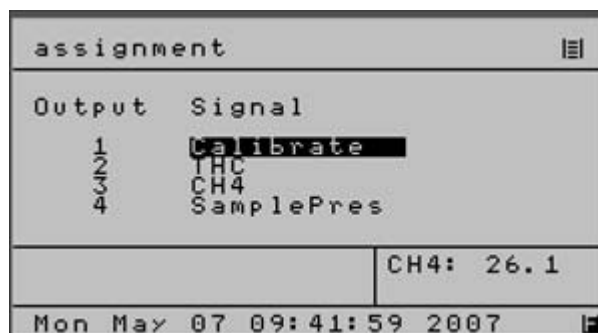 assignment
Output Signal
1 Calibrate
2 THC
3 CH4
4 SamplePres
CH4: 26.1
Mon May 07 09:41:59 2007